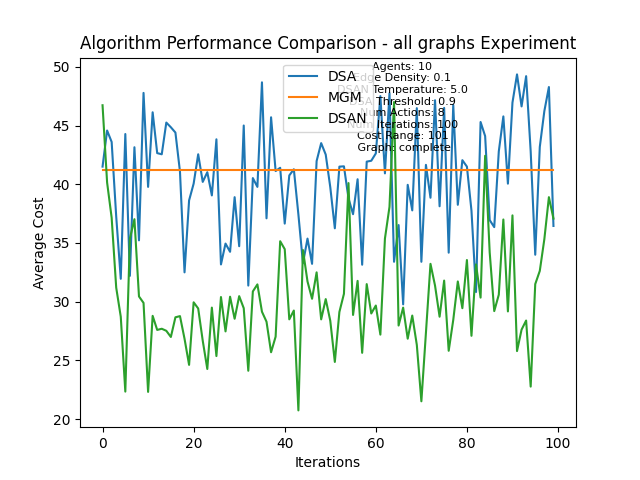 Algorithm Performance Comparison - all graphs Experiment
Average Cost
50
45
40
35
30
25
20
0
20
40
60
80
100
Iterations
DSA
MGM
DSAN
Agents: 10
Edge Density: 0.1
DSAN Temperature: 5.0
DSA Threshold: 0.9
Num Actions:
Num Iterations: 100
Cost Range: 101
Graph: complete